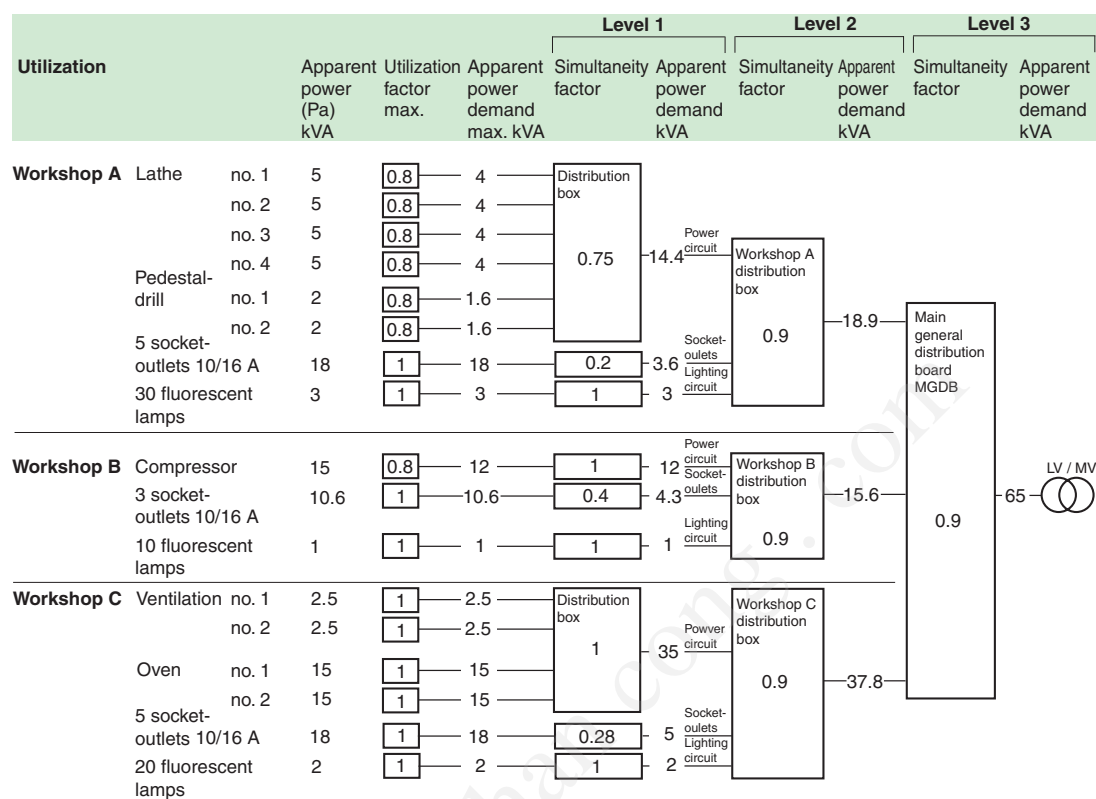 Level 1 Level 2 Level 3
Utilization Apparent Utilization Apparent Simultaneity Apparent Simultaneity Apparent Simultaneity Apparent
power factor power factor power factor power factor power
(Pa) max. demand demand demand demand
kVA max. kVA kVA kVA kVA
Workshop A Lathe no. 1 5 0.8 4 Distribution
box
no. 2 5 0.8 4
no. 3 5 0.8 4 Power
circuit
no. 4 5 0.8 4 0.75 14.4 Workshop A
distribution
box
Pedestal-
drill no. 1 2 0.8 1.6
no. 2 2 0.8 1.6 0.9 18.9 Main
general
distribution
board
MGDB
5 socket-
outlets 10/16 A 18 1 18 0.2 3.6 Socket-
oulets
30 fluorescent 3 1 3 1 3 Lighting
circuit
lamps
Workshop B Compressor 15 0.8 12 1 12 Power
circuit
Workshop B
distribution
box
3 socket- 10.6 1 10.6 0.4 4.3 Socket-
oulets
15.6
outlets 10/16 A
0.9 65 LV / MV
10 fluorescent 1 1 1 1 1 Lighting
circuit
0.9
lamps
Workshop C Ventilation no. 1 2.5 1 2.5 Distribution
box
Workshop C
distribution
box
no. 2 2.5 1 2.5 1 35 Powver
circuit
Oven no. 1 15 1 15 0.9 37.8
no. 2 15 1 15
5 socket-
outlets 10/16 A 18 1 18 0.28 5 Socket-
oulets
20 fluorescent 2 1 2 1 2 Lighting
circuit
lamps